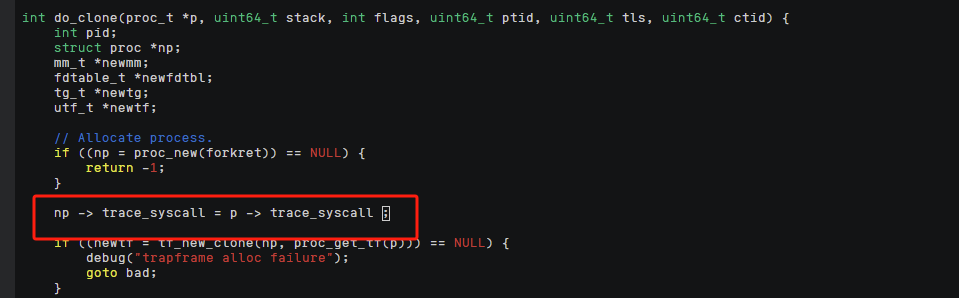 int do_clone(proc_t *p, uint64_t stack, int flags, uint64_t ptid, uint64_t tls, uint64_t ctid) {
    int pid;
    struct proc *np;
    mm_t *newmm;
    fdtable_t *newfdtbl;
    tg_t *newtg;
    utf_t *newtf;

    // Allocate process.
    if ((np = proc_new(forkret)) == NULL) {
        return -1;
    }

    np -> trace_syscall = p -> trace_syscall ;

    if ((newtf = tf_new_clone(np, proc_get_tf(p))) == NULL) {
        debug("trapframe alloc failure");
        goto bad;
    }